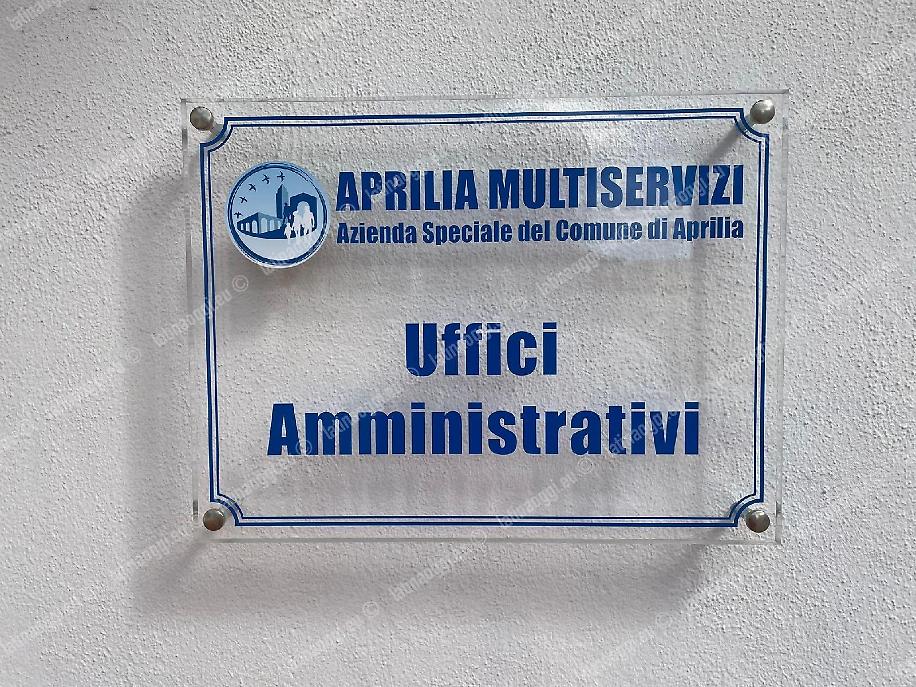 APRILIA MULTISERVIZI
Azienda Speciale del Comune di Aprilia
Uffici
Amministrativi